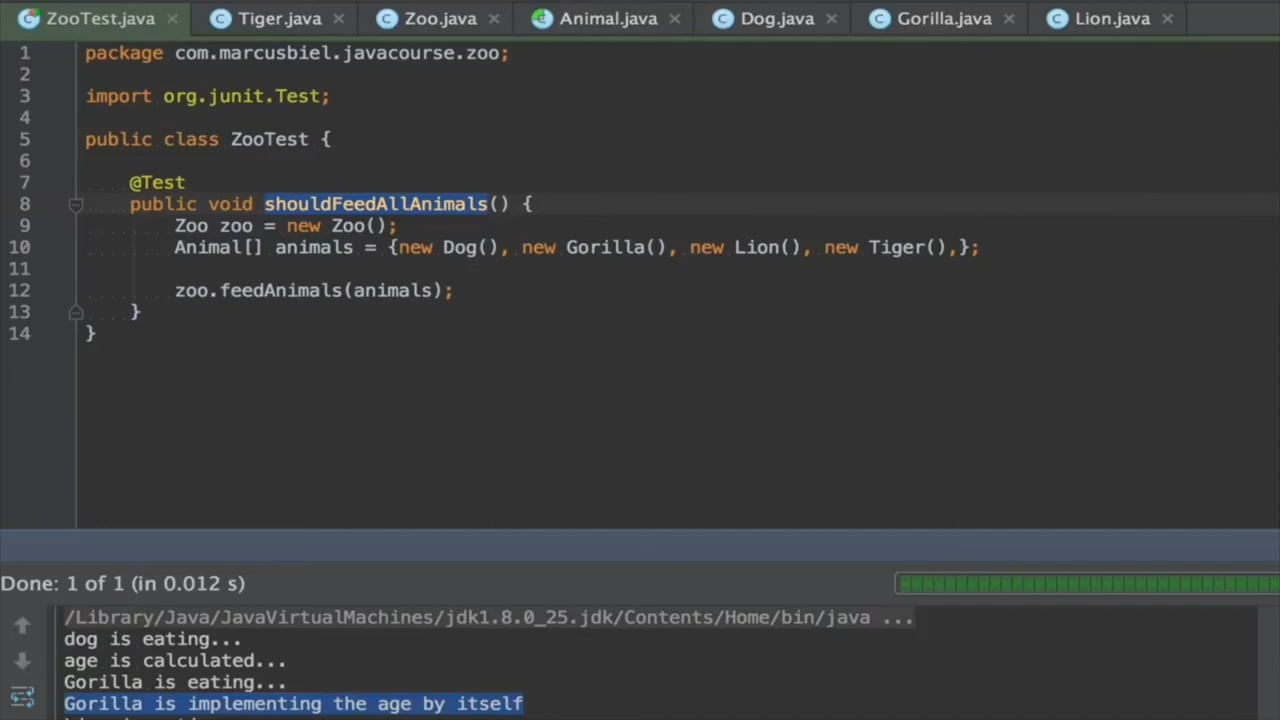 ZooTest.java Tiger.java Zoo.java Animal.java Dog.java Gorilla.java Lion.java
1 package com.marcusbiel.javacourse.zoo;
2
3 import org.junit.Test;
4
5 public class ZooTest {
6
7 @Test
8 public void shouldFeedAllAnimals() {
9 Zoo zoo = new Zoo();
10 Animal[] animals = {new Dog(), new Gorilla(), new Lion(), new Tiger(),};
11
12 zoo.feedAnimals(animals);
13 }
14 }
Done: 1 of 1 (in 0.012 s)
/Library/Java/JavaVirtualMachines/jdk1.8.0_25.jdk/Contents/Home/bin/java ...
dog is eating...
age is calculated...
Gorilla is eating...
Gorilla is implementing the age by itself